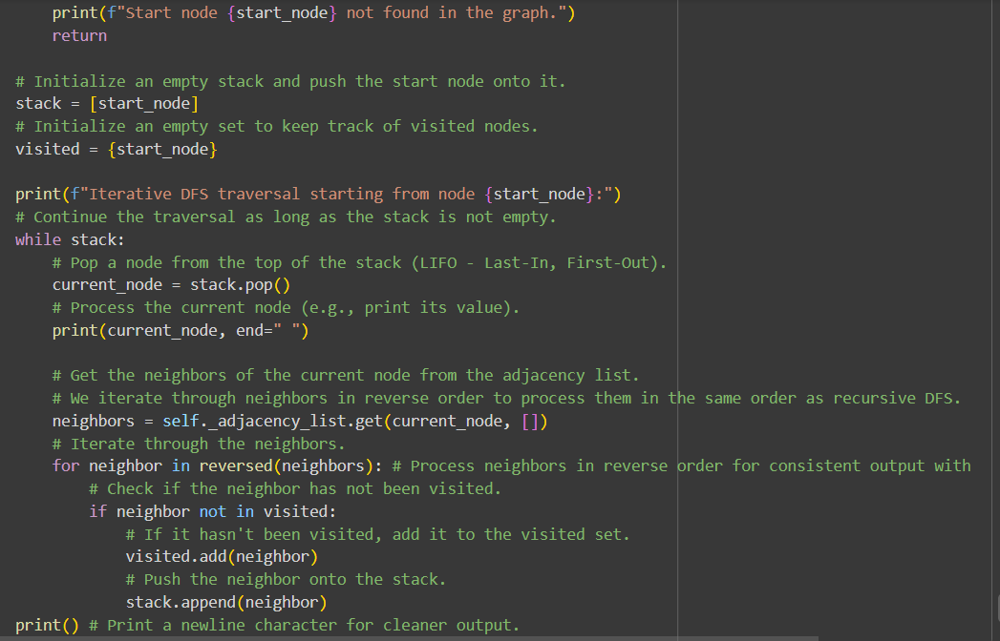 print(f"Start node {start_node} not found in the graph.")
    return

# Initialize an empty stack and push the start node onto it.
stack = [start_node]
# Initialize an empty set to keep track of visited nodes.
visited = {start_node}

print(f"Iterative DFS traversal starting from node {start_node}:")
# Continue the traversal as long as the stack is not empty.
while stack:
    # Pop a node from the top of the stack (LIFO - Last-In, First-Out).
    current_node = stack.pop()
    # Process the current node (e.g., print its value).
    print(current_node, end=" ")

    # Get the neighbors of the current node from the adjacency list.
    # We iterate through neighbors in reverse order to process them in the same order as recursive DFS.
    neighbors = self._adjacency_list.get(current_node, [])
    # Iterate through the neighbors.
    for neighbor in reversed(neighbors): # Process neighbors in reverse order for consistent output with
        # Check if the neighbor has not been visited.
        if neighbor not in visited:
            # If it hasn't been visited, add it to the visited set.
            visited.add(neighbor)
            # Push the neighbor onto the stack.
            stack.append(neighbor)
print() # Print a newline character for cleaner output.